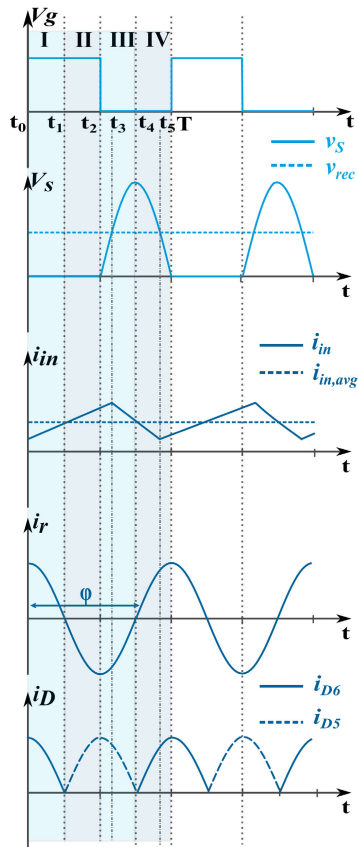 Vg
I II III IV
t0 t1 t2 t3 t4 t5 T t
vS
vrec
Vs
t
iin
iin
iin,avg
t
ir
φ
t
iD
iD6
iD5
t